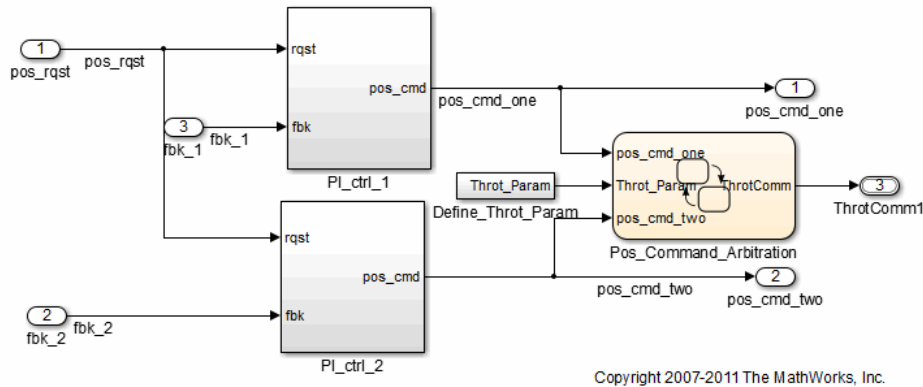 1
pos_rqst
pos_rqst
rqst
pos_cmd
fbk
PI_ctrl_1
3
fbk_1
fbk_1
pos_cmd_one
1
pos_cmd_one
pos_cmd_one
Throt_Param
ThrotComm
pos_cmd_two
Pos_Command_Arbitration
Throt_Param
Define_Throt_Param
3
ThrotComm1
rqst
pos_cmd
fbk
PI_ctrl_2
2
fbk_2
fbk_2
pos_cmd_two
2
pos_cmd_two
Copyright 2007-2011 The MathWorks, Inc.